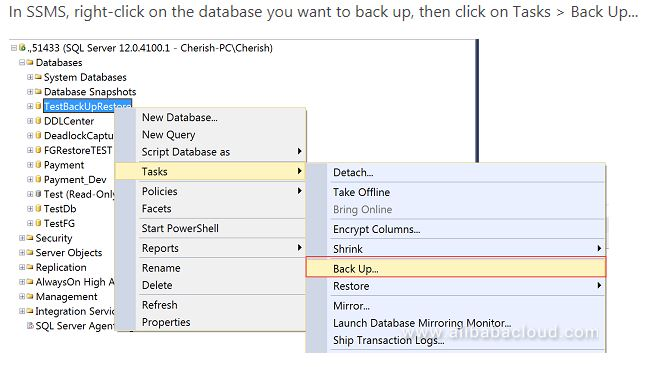 In SSMS, right-click on the database you want to back up, then click on Tasks > Back Up...
.,51433 (SQL Server 12.0.4100.1 - Cherish-PC\Cherish)
Databases
System Databases
Database Snapshots
TestBackUpRestore
DDLCenter
DeadlockCaptu
FGRestoreTEST
Payment
Payment_Dev
Test (Read-Only
TestDb
TestFG
Security
Server Objects
Replication
AlwaysOn High A
Management
Integration Servic
SQL Server Agent
New Database...
New Query
Script Database as
Tasks
Policies
Facets
Start PowerShell
Reports
Rename
Delete
Refresh
Properties
Detach...
Take Offline
Bring Online
Encrypt Columns...
Shrink
Back Up...
Restore
Mirror...
Launch Database Mirroring Monitor...
Ship Transaction Logs...
www.alibabacloud.com